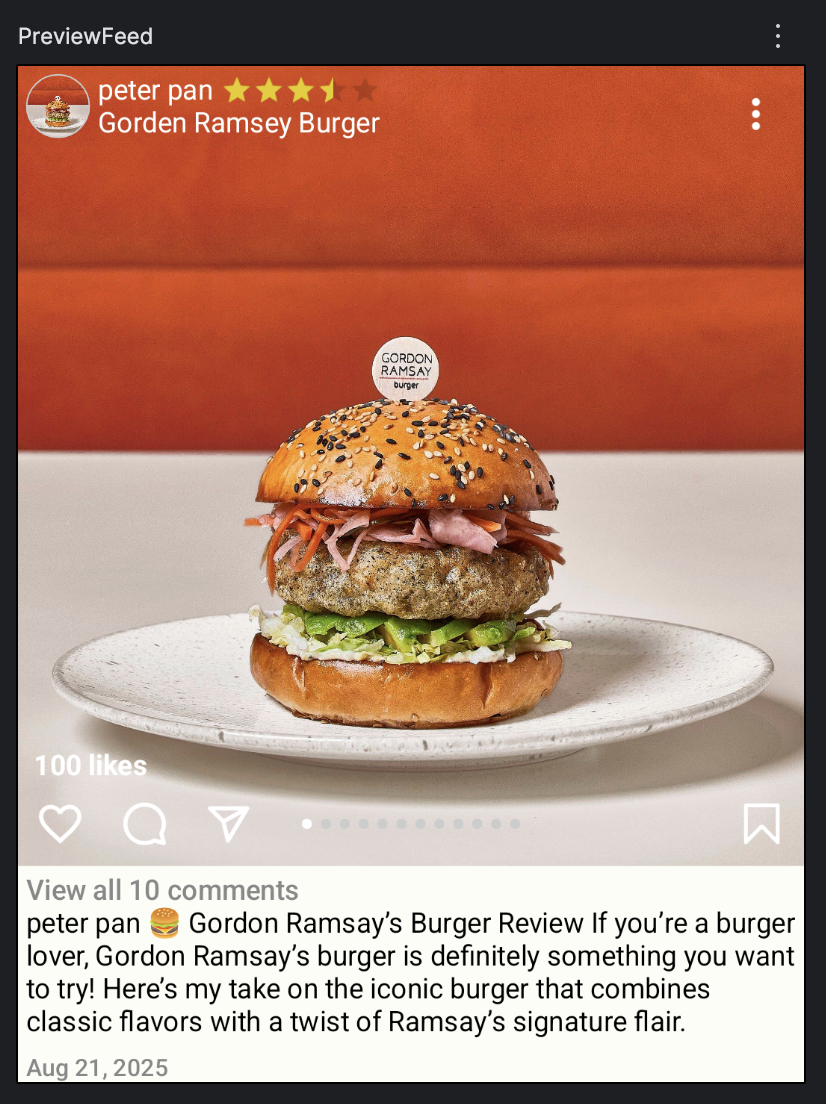 PreviewFeed
peter pan
Gorden Ramsey Burger
GORDON
RAMSAY
burger
100 likes
View all 10 comments
peter pan 🍔 Gordon Ramsay’s Burger Review If you’re a burger
lover, Gordon Ramsay’s burger is definitely something you want
to try! Here’s my take on the iconic burger that combines
classic flavors with a twist of Ramsay’s signature flair.
Aug 21, 2025